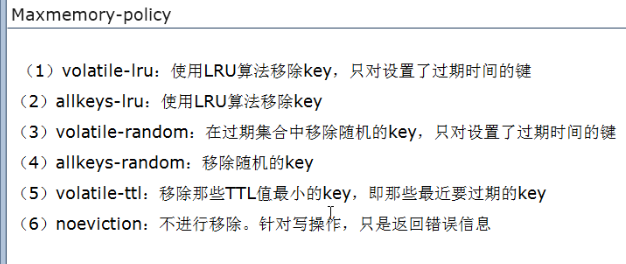 Maxmemory-policy
（1）volatile-lru：使用LRU算法移除key，只对设置了过期时间的键
（2）allkeys-lru：使用LRU算法移除key
（3）volatile-random：在过期集合中移除随机的key，只对设置了过期时间的键
（4）allkeys-random：移除随机的key
（5）volatile-ttl：移除那些TTL值最小的key，即那些最近要过期的key
（6）noeviction：不进行移除。针对写操作，只是返回错误信息